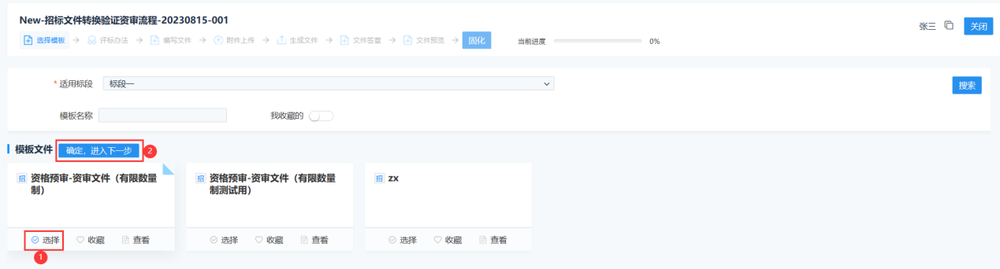 New-招标文件转换验证资审流程-20230815-001
张三
关闭
选择模板 → 评标办法 → 编写文件 → 附件上传 → 生成文件 → 文件签章 → 文件预览 → 固化 当前进度 0%
* 适用标段 标段一
搜索
模板名称 我收藏的
模板文件 确定，进入下一步 2
招 资格预审-资审文件（有限数量
制）
招 资格预审-资审文件（有限数量
制测试用）
招 zx
选择 收藏 查看
选择 收藏 查看
选择 收藏 查看
1